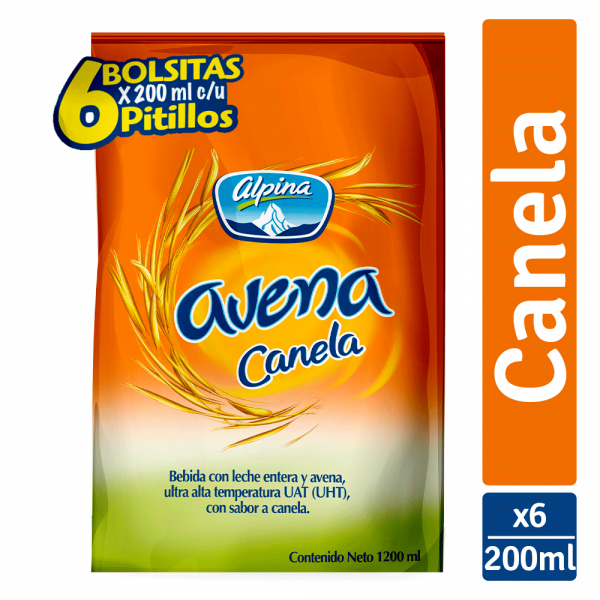 6 BOLSITAS
X 200 ml c/u
Pitillos
alpina
avena
Canela
Bebida con leche entera y avena,
ultra alta temperatura UAT (UHT),
con sabor a canela.
Contenido Neto 1200 ml
Canela
x6
200ml